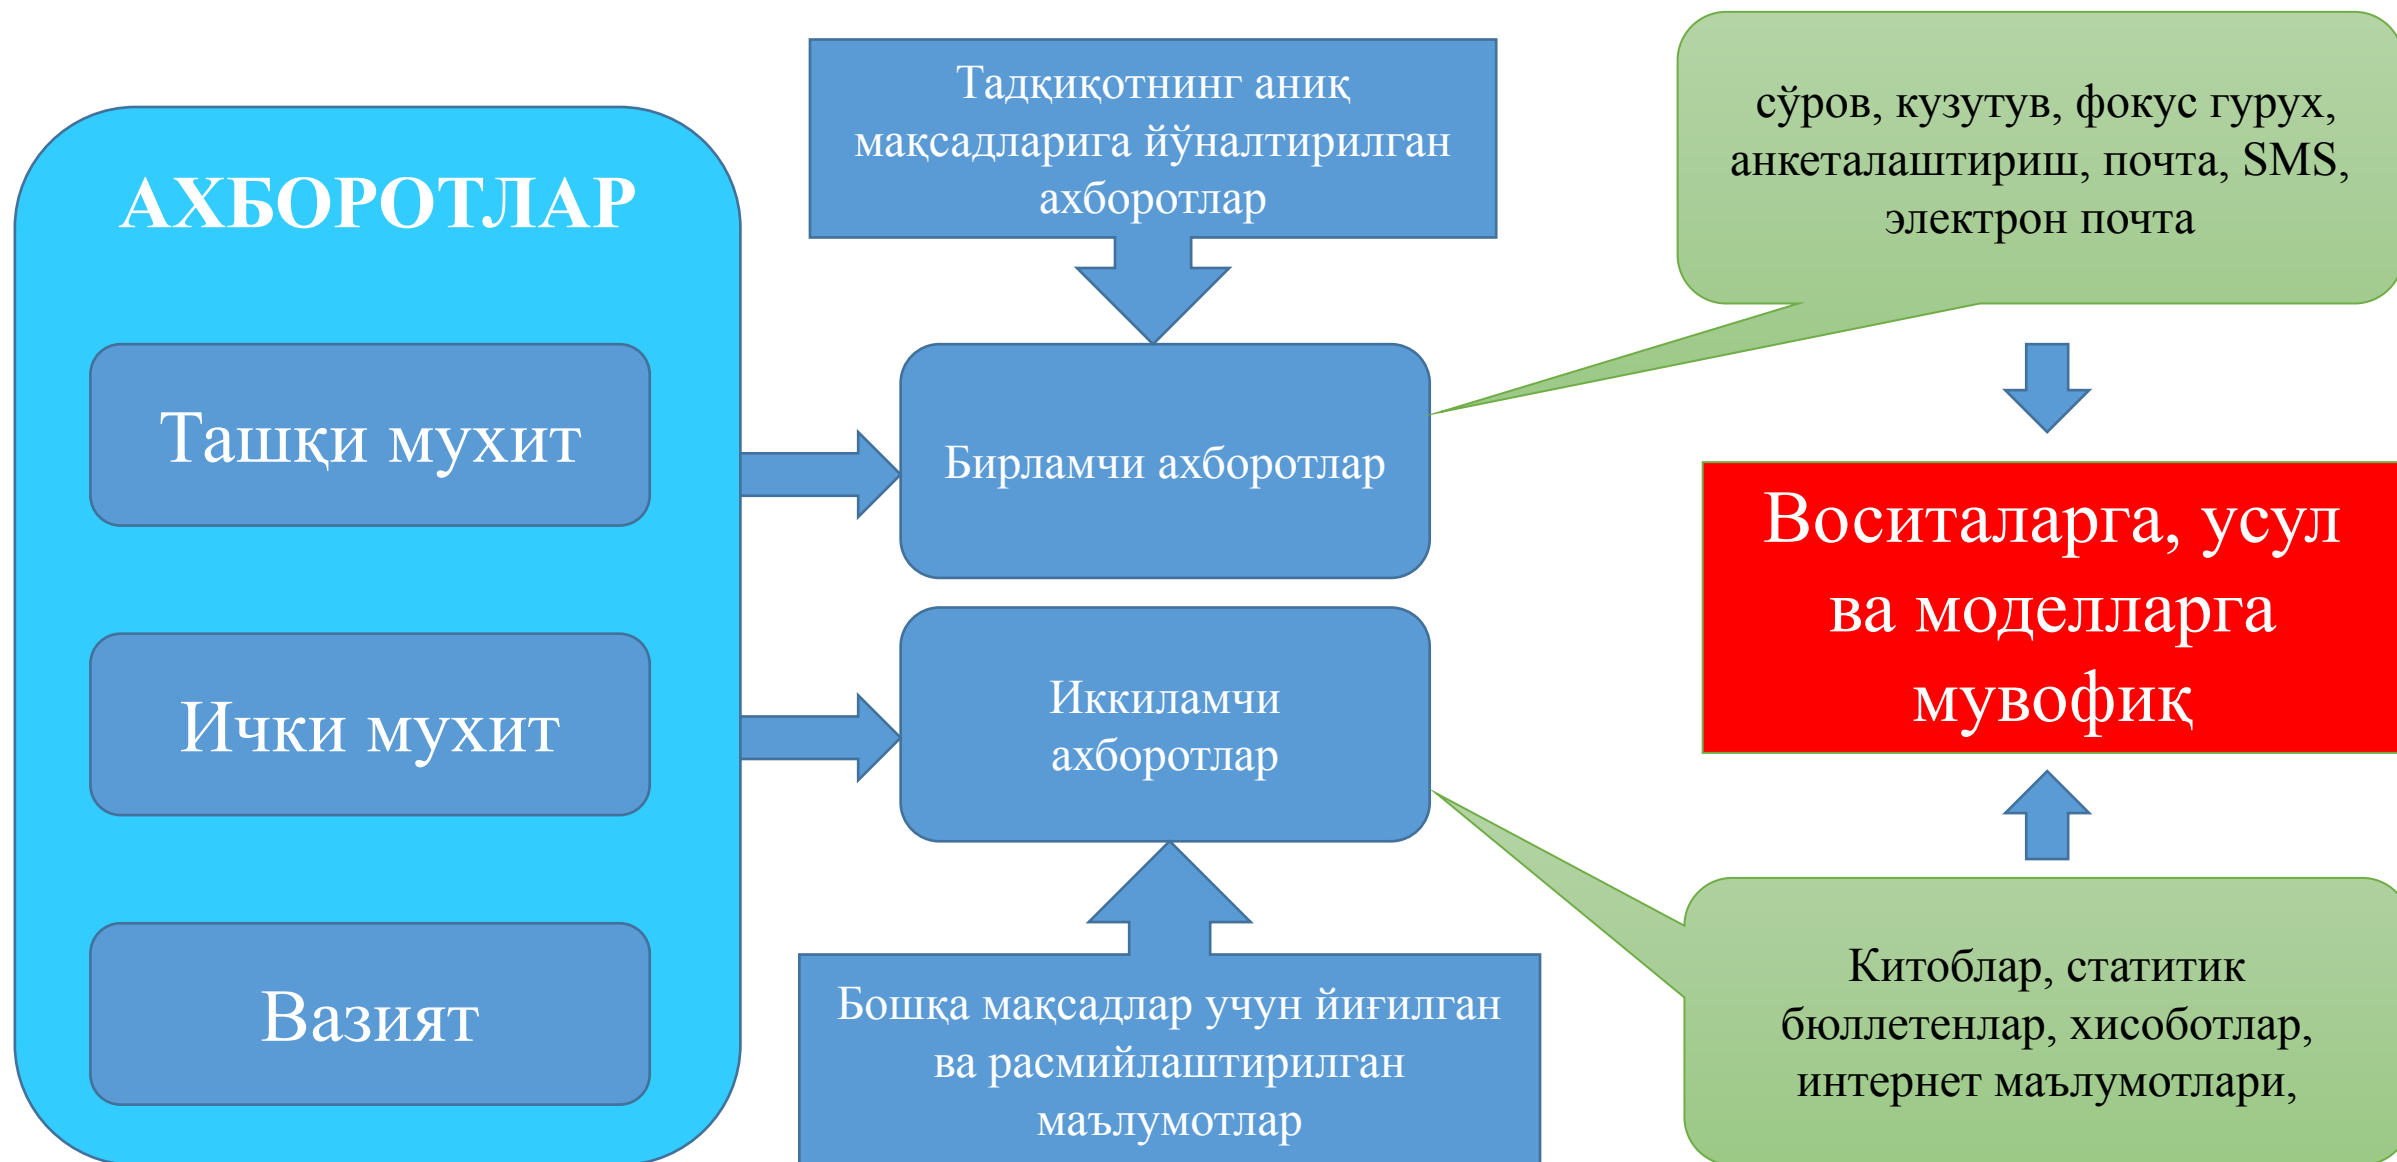 АХБОРОТЛАР
Ташқи мухит
Ички мухит
Вазият
Тадқиқотнинг аниқ
мақсадларига йўналтирилган
ахборотлар
Бирламчи ахборотлар
Иккиламчи
ахборотлар
Бошқа мақсадлар учун йиғилган
ва расмийлаштирилган
маълумотлар
сўров, кузутув, фокус гурух,
анкеталаштириш, почта, SMS,
электрон почта
Воситаларга, усул
ва моделларга
мувофиқ
Китоблар, статитик
бюллетенлар, хисоботлар,
интернет маълумотлари,